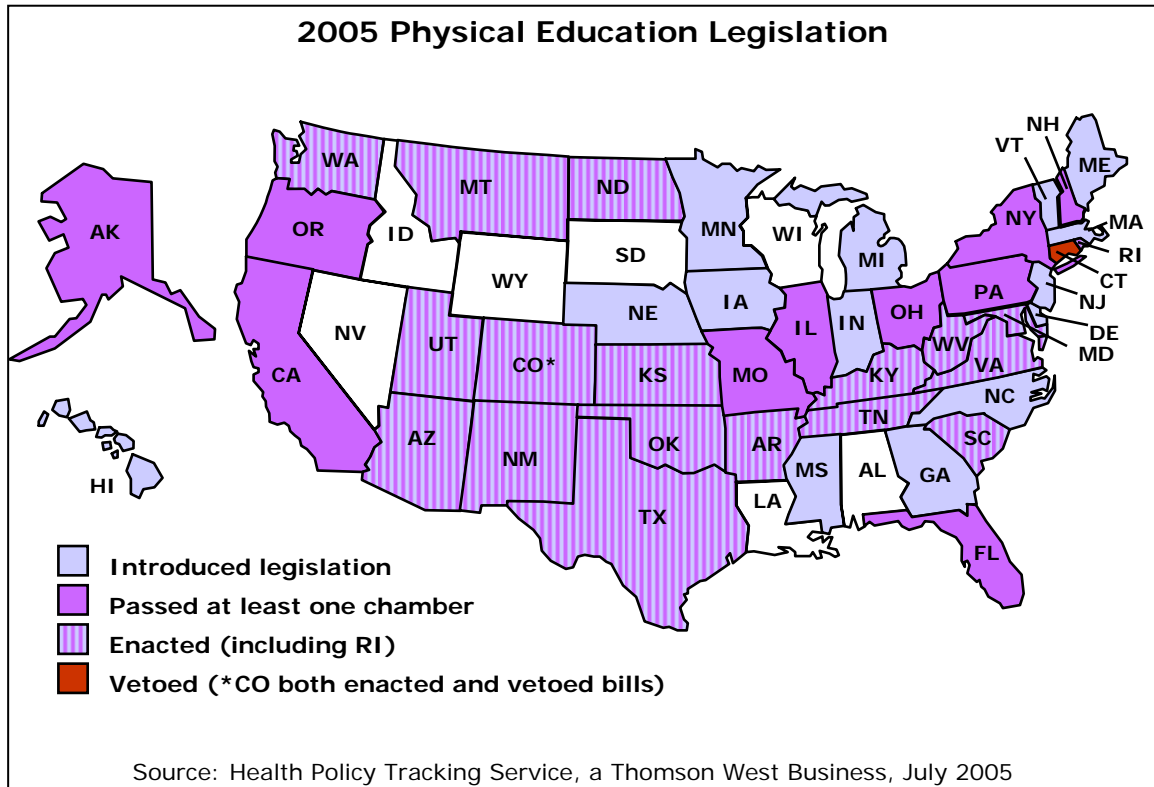 2005 Physical Education Legislation
NH
VT
ME
WA
MT
ND
AK
MN
NY
MA
OR
ID
WI
SD
RI
MI
CT
WY
PA
NJ
IA
NE
OH
IN
NV
IL
DE
UT
WV
MD
CO*
VA
CA
KS
MO
KY
NC
TN
AZ
OK
AR
SC
NM
MS
AL
GA
HI
LA
TX
FL
Introduced legislation
Passed at least one chamber
Enacted (including RI)
Vetoed (*CO both enacted and vetoed bills)
Source: Health Policy Tracking Service, a Thomson West Business, July 2005